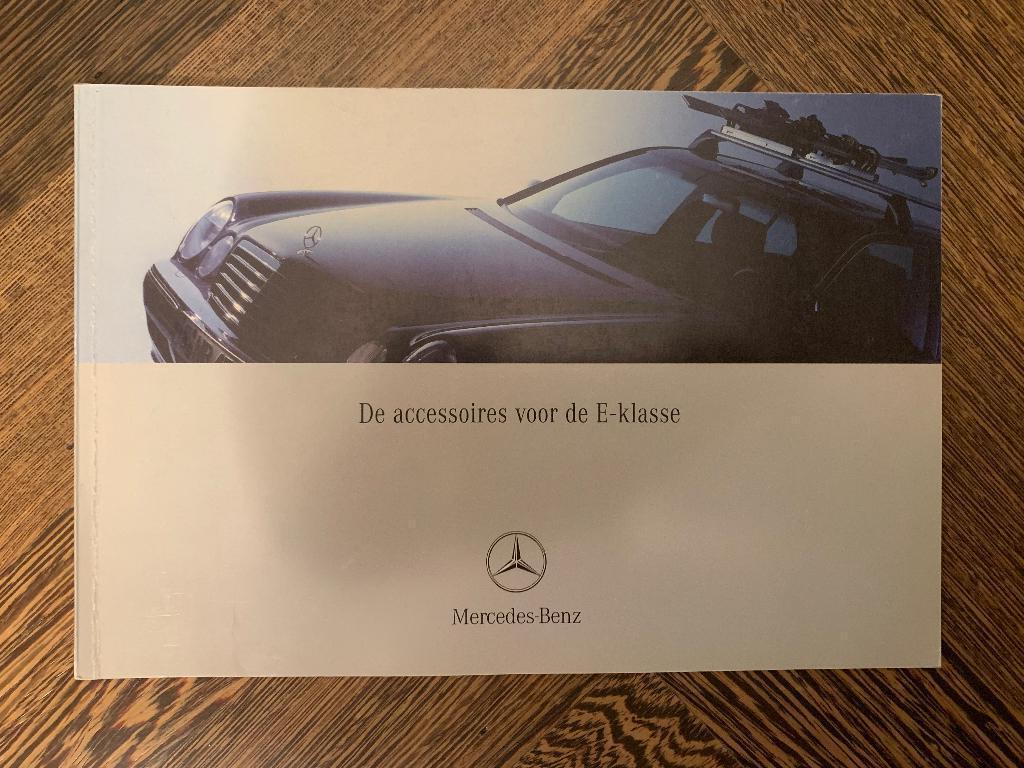 De accessoires voor de E-klasse
Mercedes-Benz